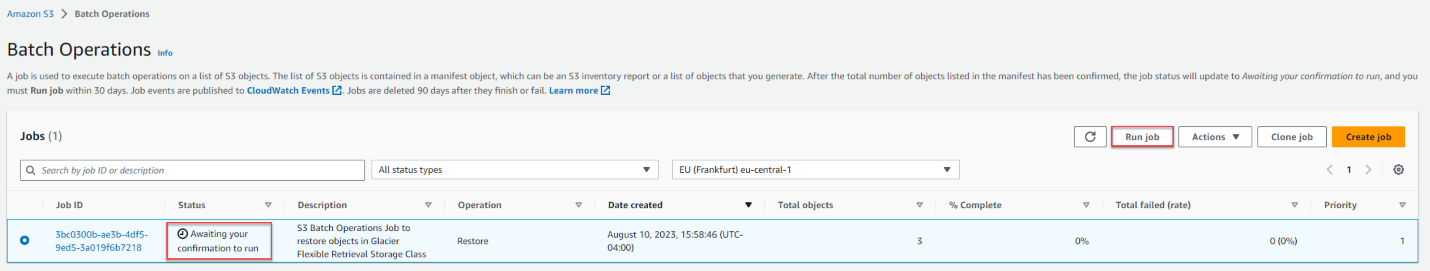 Amazon S3 > Batch Operations
Batch Operations Info
A job is used to execute batch operations on a list of S3 objects. The list of S3 objects is contained in a manifest object, which can be an S3 inventory report or a list of objects that you generate. After the total number of objects listed in the manifest has been confirmed, the job status will update to Awaiting your confirmation to run, and you
must Run job within 30 days. Job events are published to CloudWatch Events. Jobs are deleted 90 days after they finish or fail. Learn more
Jobs (1)
Run job
Actions
Clone job
Create job
Search by job ID or description
All status types
EU (Frankfurt) eu-central-1
1
Job ID
Status
Description
Operation
Date created
Total objects
% Complete
Total failed (rate)
Priority
3bc0300b-ae3b-4df5-
9ed5-3a019f6b7218
Awaiting your
confirmation to run
S3 Batch Operations Job to
restore objects in Glacier
Flexible Retrieval Storage Class
Restore
August 10, 2023, 15:58:46 (UTC-
04:00)
3
0%
0 (0%)
1